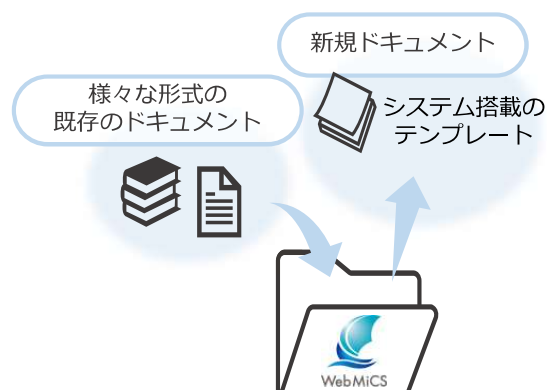 新規ドキュメント
様々な形式の
既存のドキュメント
システム搭載の
テンプレート
WebMiCS